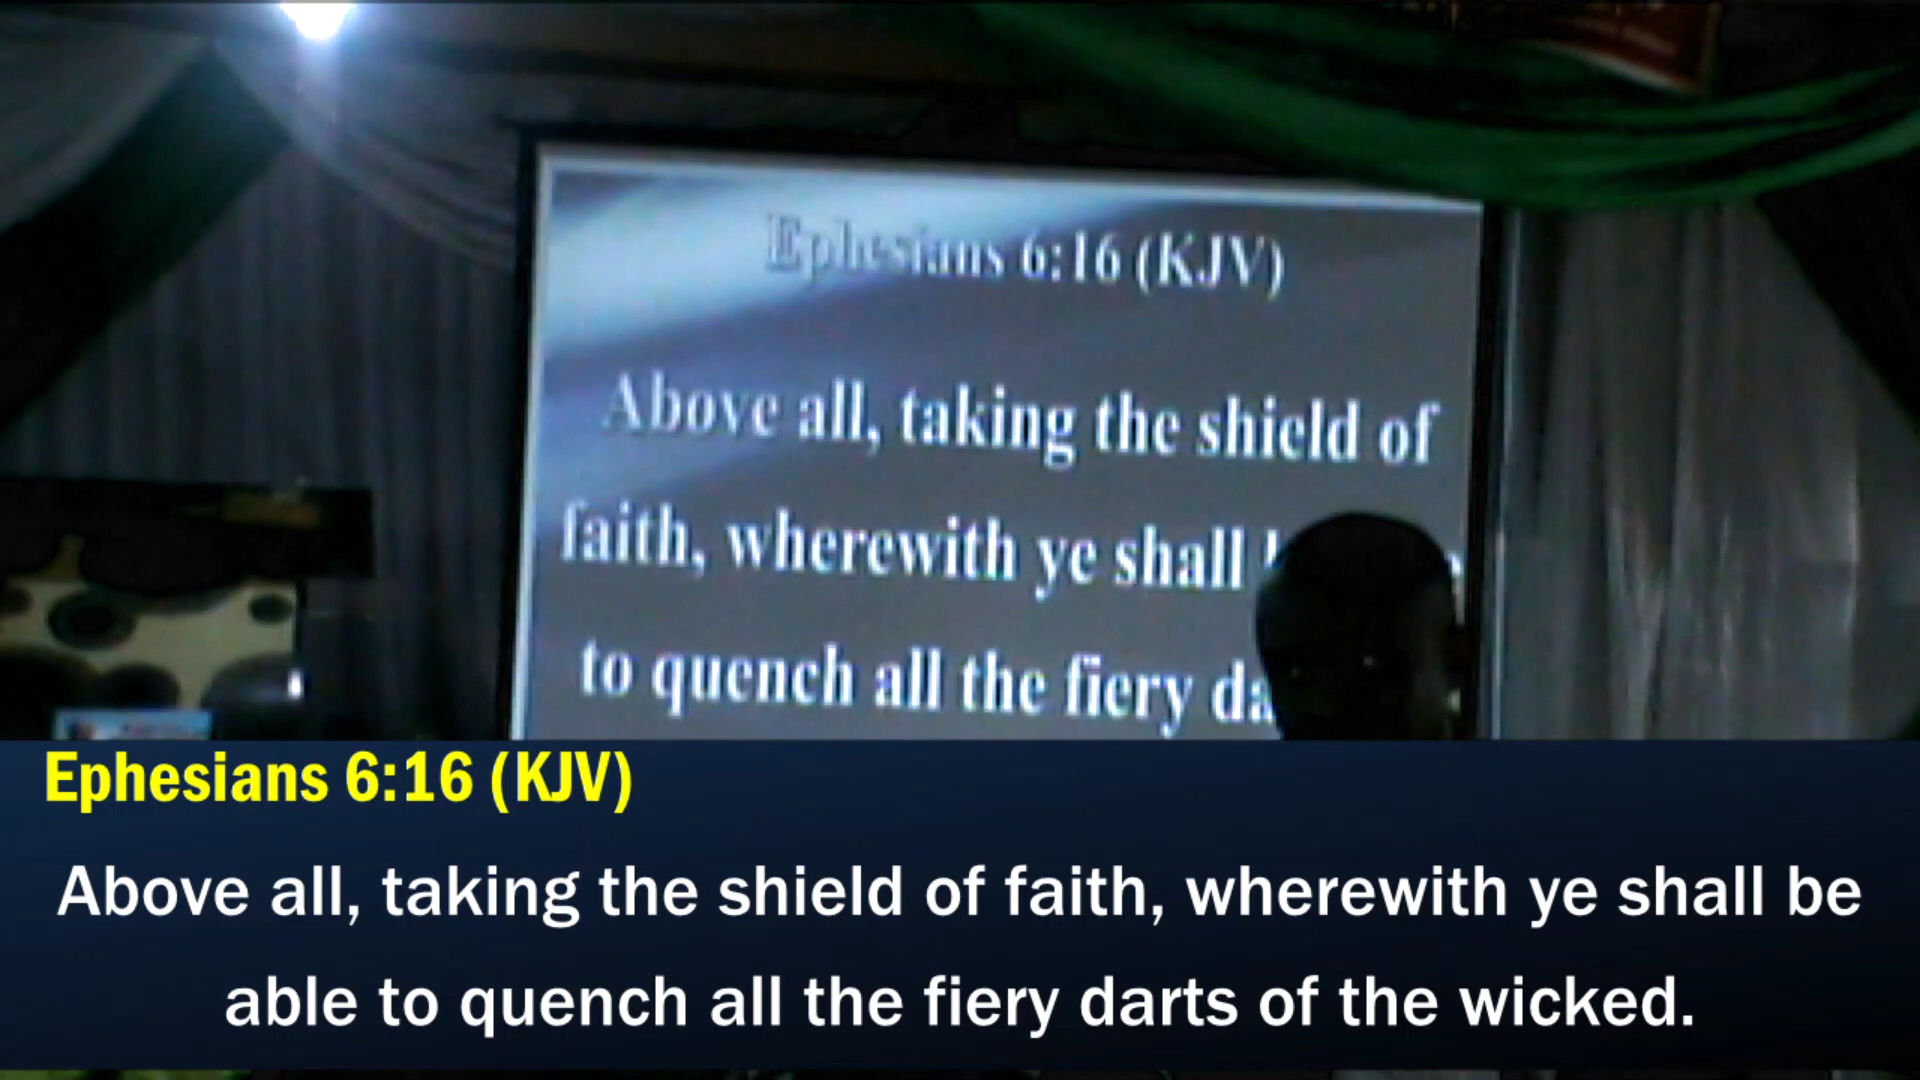 Ephesians 6:16 (KJV)
Above all, taking the shield of
faith, wherewith ye shall
to quench all the fiery
Ephesians 6:16 (KJV)
Above all, taking the shield of faith, wherewith ye shall be
able to quench all the fiery darts of the wicked.